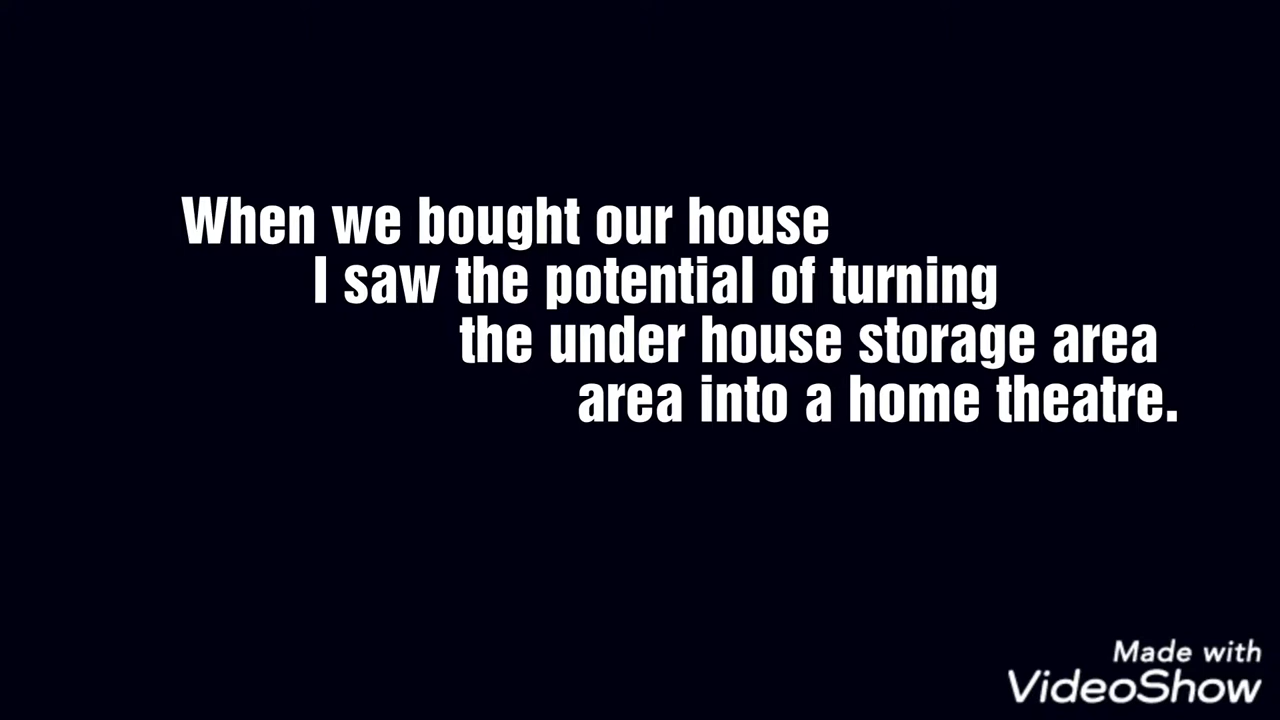 When we bought our house
I saw the potential of turning
the under house storage area
area into a home theatre.
Made with
VideoShow